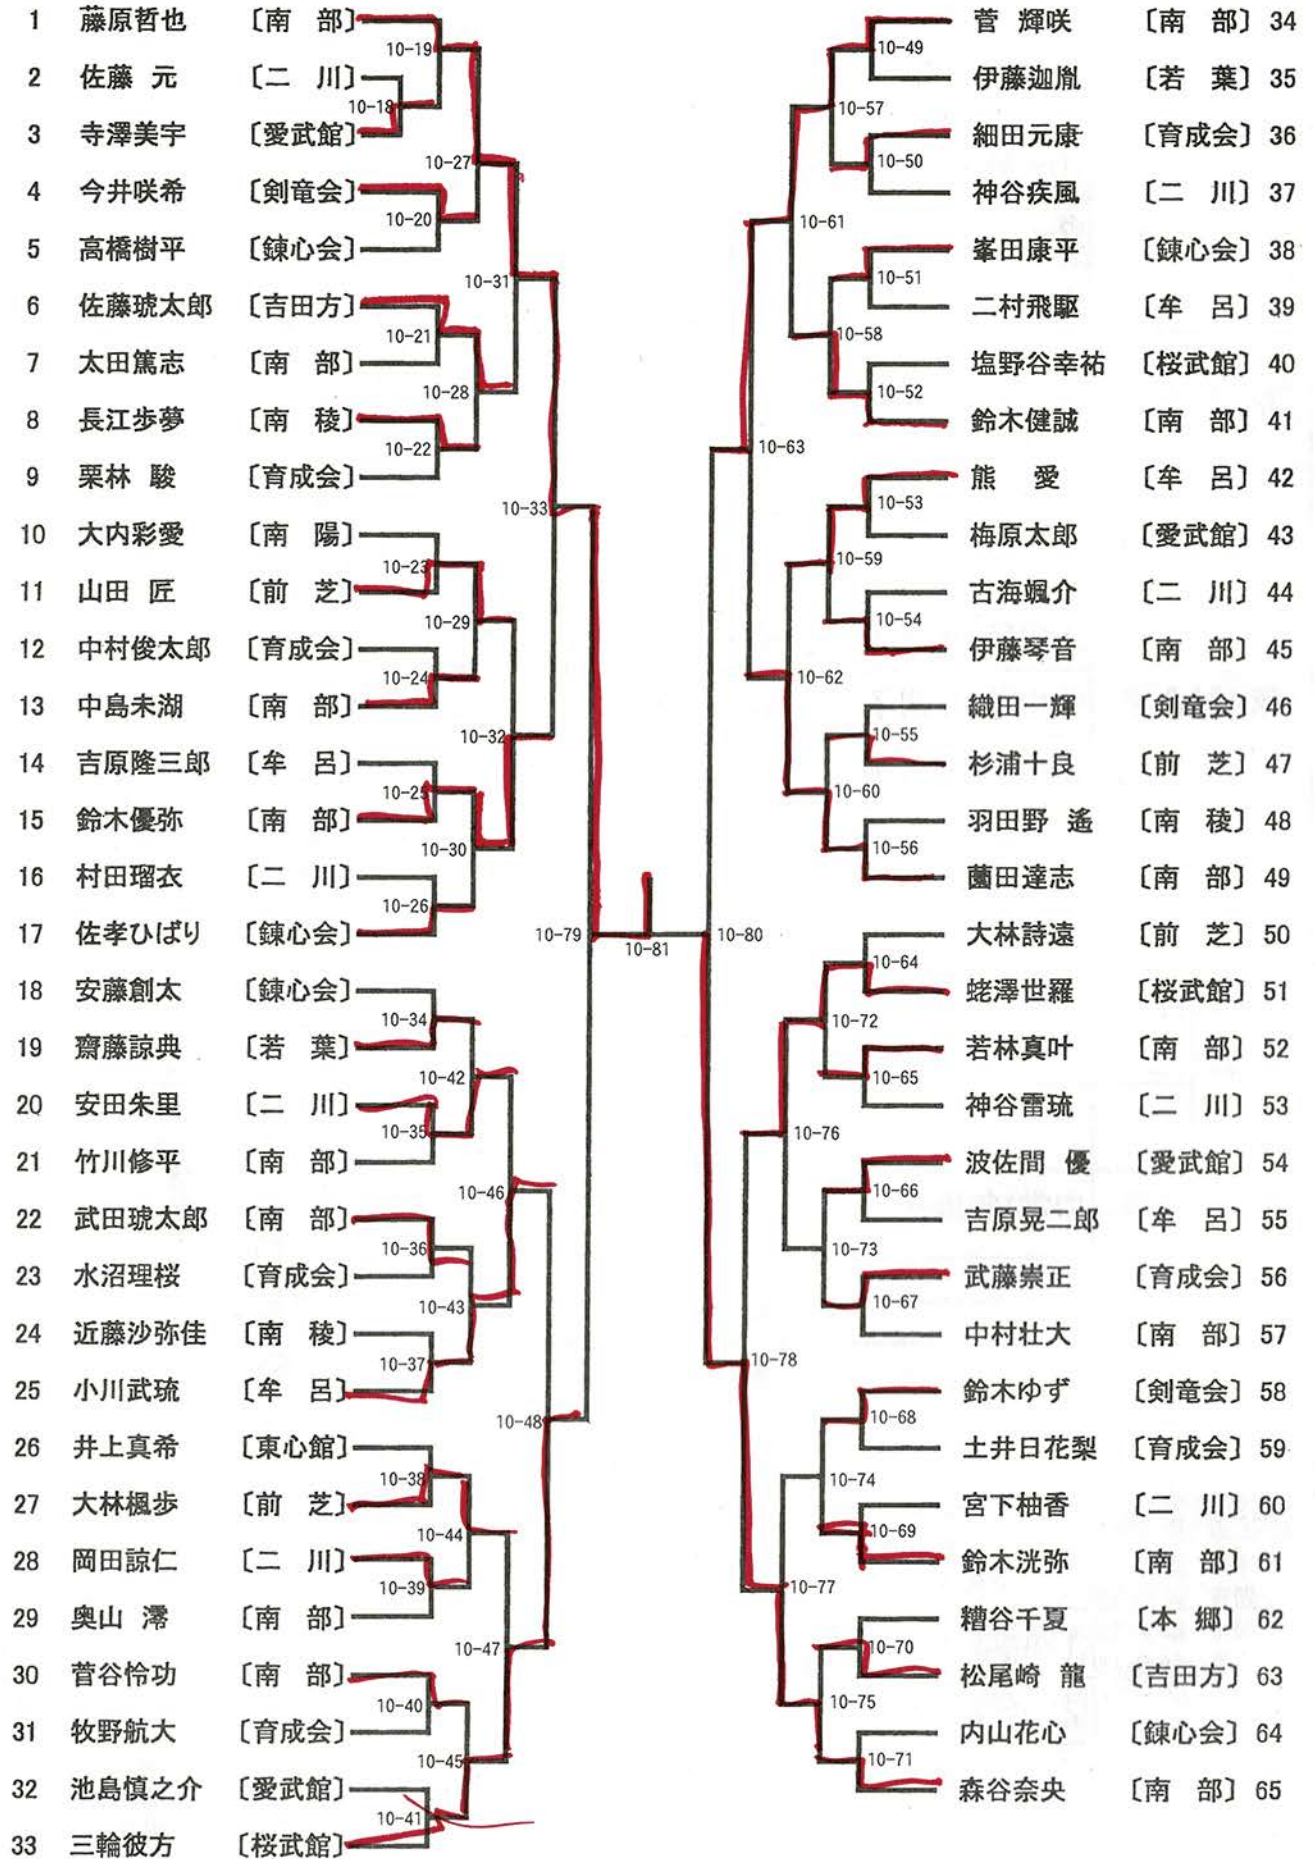 1 藤原哲也 〔南 部〕
2 佐藤 元 〔二 川〕
3 寺澤美宇 〔愛武館〕
4 今井咲希 〔剣竜会〕
5 高橋樹平 〔錬心会〕
6 佐藤琥太郎 〔吉田方〕
7 太田篤志 〔南 部〕
8 長江歩夢 〔南 稜〕
9 栗林 駿 〔育成会〕
10 大内彩愛 〔南 陽〕
11 山田 匠 〔前 芝〕
12 中村俊太郎 〔育成会〕
13 中島未湖 〔南 部〕
14 吉原隆三郎 〔牟 呂〕
15 鈴木優弥 〔南 部〕
16 村田瑠衣 〔二 川〕
17 佐孝ひばり 〔錬心会〕
18 安藤創太 〔錬心会〕
19 齋藤諒典 〔若 葉〕
20 安田朱里 〔二 川〕
21 竹川修平 〔南 部〕
22 武田琥太郎 〔南 部〕
23 水沼理桜 〔育成会〕
24 近藤沙弥佳 〔南 稜〕
25 小川武琉 〔牟 呂〕
26 井上真希 〔東心館〕
27 大林楓歩 〔前 芝〕
28 岡田諒仁 〔二 川〕
29 奥山 澪 〔南 部〕
30 菅谷怜功 〔南 部〕
31 牧野航大 〔育成会〕
32 池島慎之介 〔愛武館〕
33 三輪彼方 〔桜武館〕
10-19
10-18
10-27
10-20
10-31
10-21
10-28
10-22
10-33
10-23
10-29
10-24
10-32
10-25
10-30
10-26
10-79
10-81
10-80
10-34
10-42
10-35
10-46
10-36
10-43
10-37
10-48
10-38
10-44
10-39
10-47
10-40
10-45
10-41
10-49
10-57
10-50
10-61
10-51
10-58
10-52
10-63
10-53
10-59
10-54
10-62
10-55
10-60
10-56
10-64
10-72
10-65
10-76
10-66
10-73
10-67
10-78
10-68
10-74
10-69
10-77
10-70
10-75
10-71
菅 輝咲 〔南 部〕 34
伊藤迦胤 〔若 葉〕 35
細田元康 〔育成会〕 36
神谷疾風 〔二 川〕 37
峯田康平 〔錬心会〕 38
二村飛駆 〔牟 呂〕 39
塩野谷幸祐 〔桜武館〕 40
鈴木健誠 〔南 部〕 41
熊 愛 〔牟 呂〕 42
梅原太郎 〔愛武館〕 43
古海颯介 〔二 川〕 44
伊藤琴音 〔南 部〕 45
織田一輝 〔剣竜会〕 46
杉浦十良 〔前 芝〕 47
羽田野 遙 〔南 稜〕 48
薗田達志 〔南 部〕 49
大林詩遠 〔前 芝〕 50
蛯澤世羅 〔桜武館〕 51
若林真叶 〔南 部〕 52
神谷雷琉 〔二 川〕 53
波佐間 優 〔愛武館〕 54
吉原晃二郎 〔牟 呂〕 55
武藤崇正 〔育成会〕 56
中村壮大 〔南 部〕 57
鈴木ゆず 〔剣竜会〕 58
土井日花梨 〔育成会〕 59
宮下柚香 〔二 川〕 60
鈴木洸弥 〔南 部〕 61
糟谷千夏 〔本 郷〕 62
松尾崎 龍 〔吉田方〕 63
内山花心 〔錬心会〕 64
森谷奈央 〔南 部〕 65